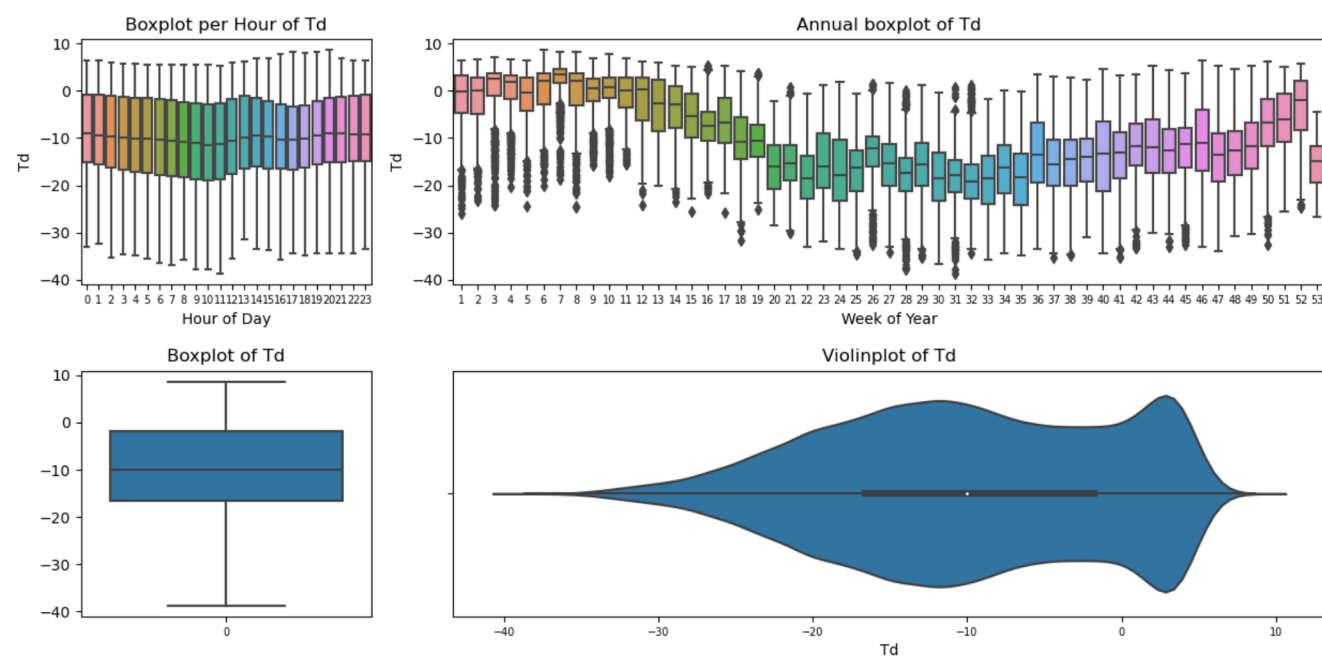 Boxplot per Hour of Td
10
0
−10
−20
−30
−40
Td
0 1 2 3 4 5 6 7 8 9 10 11 12 13 14 15 16 17 18 19 20 21 22 23
Hour of Day
Annual boxplot of Td
10
0
−10
−20
−30
−40
Td
1 2 3 4 5 6 7 8 9 10 11 12 13 14 15 16 17 18 19 20 21 22 23 24 25 26 27 28 29 30 31 32 33 34 35 36 37 38 39 40 41 42 43 44 45 46 47 48 49 50 51 52 53
Week of Year
Boxplot of Td
10
0
−10
−20
−30
−40
0
Violinplot of Td
−40 −30 −20 −10 0 10
Td